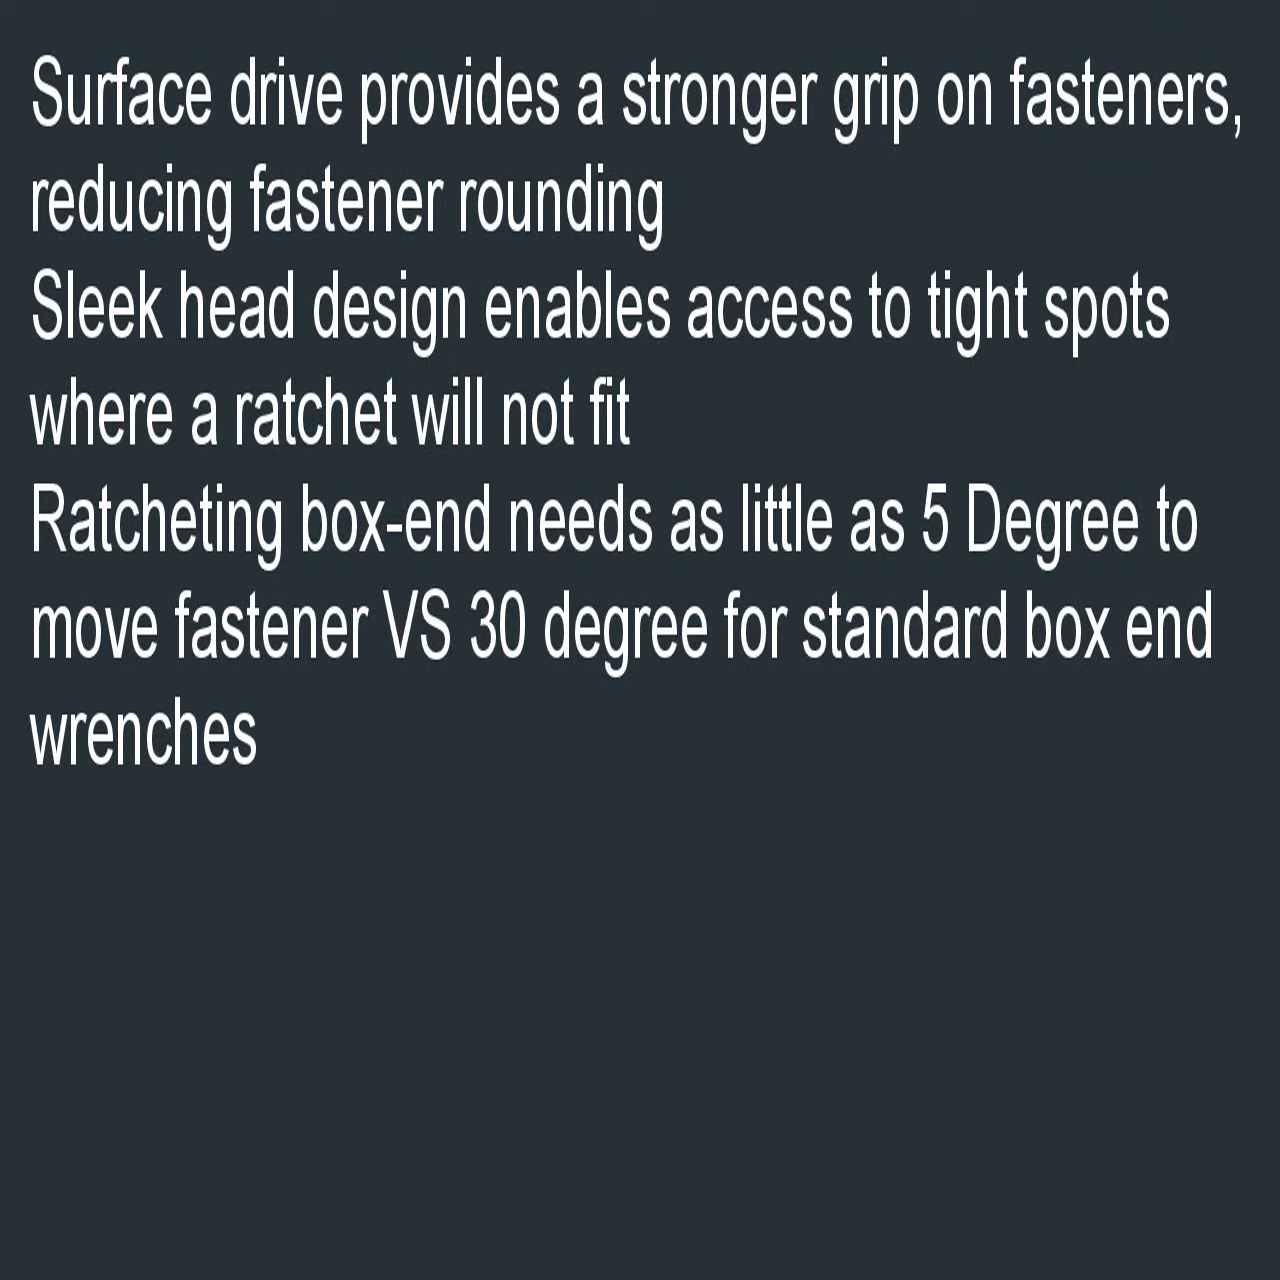 Surface drive provides a stronger grip on fasteners,
reducing fastener rounding
Sleek head design enables access to tight spots
where a ratchet will not fit
Ratcheting box-end needs as little as 5 Degree to
move fastener VS 30 degree for standard box end
wrenches